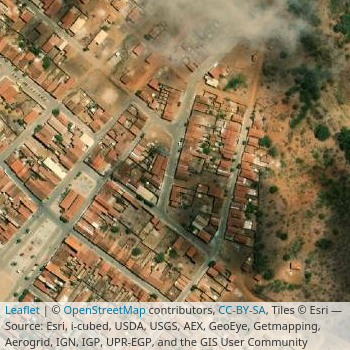 Leaflet | © OpenStreetMap contributors, CC-BY-SA, Tiles © Esri —
Source: Esri, i-cubed, USDA, USGS, AEX, GeoEye, Getmapping,
Aerogrid, IGN, IGP, UPR-EGP, and the GIS User Community